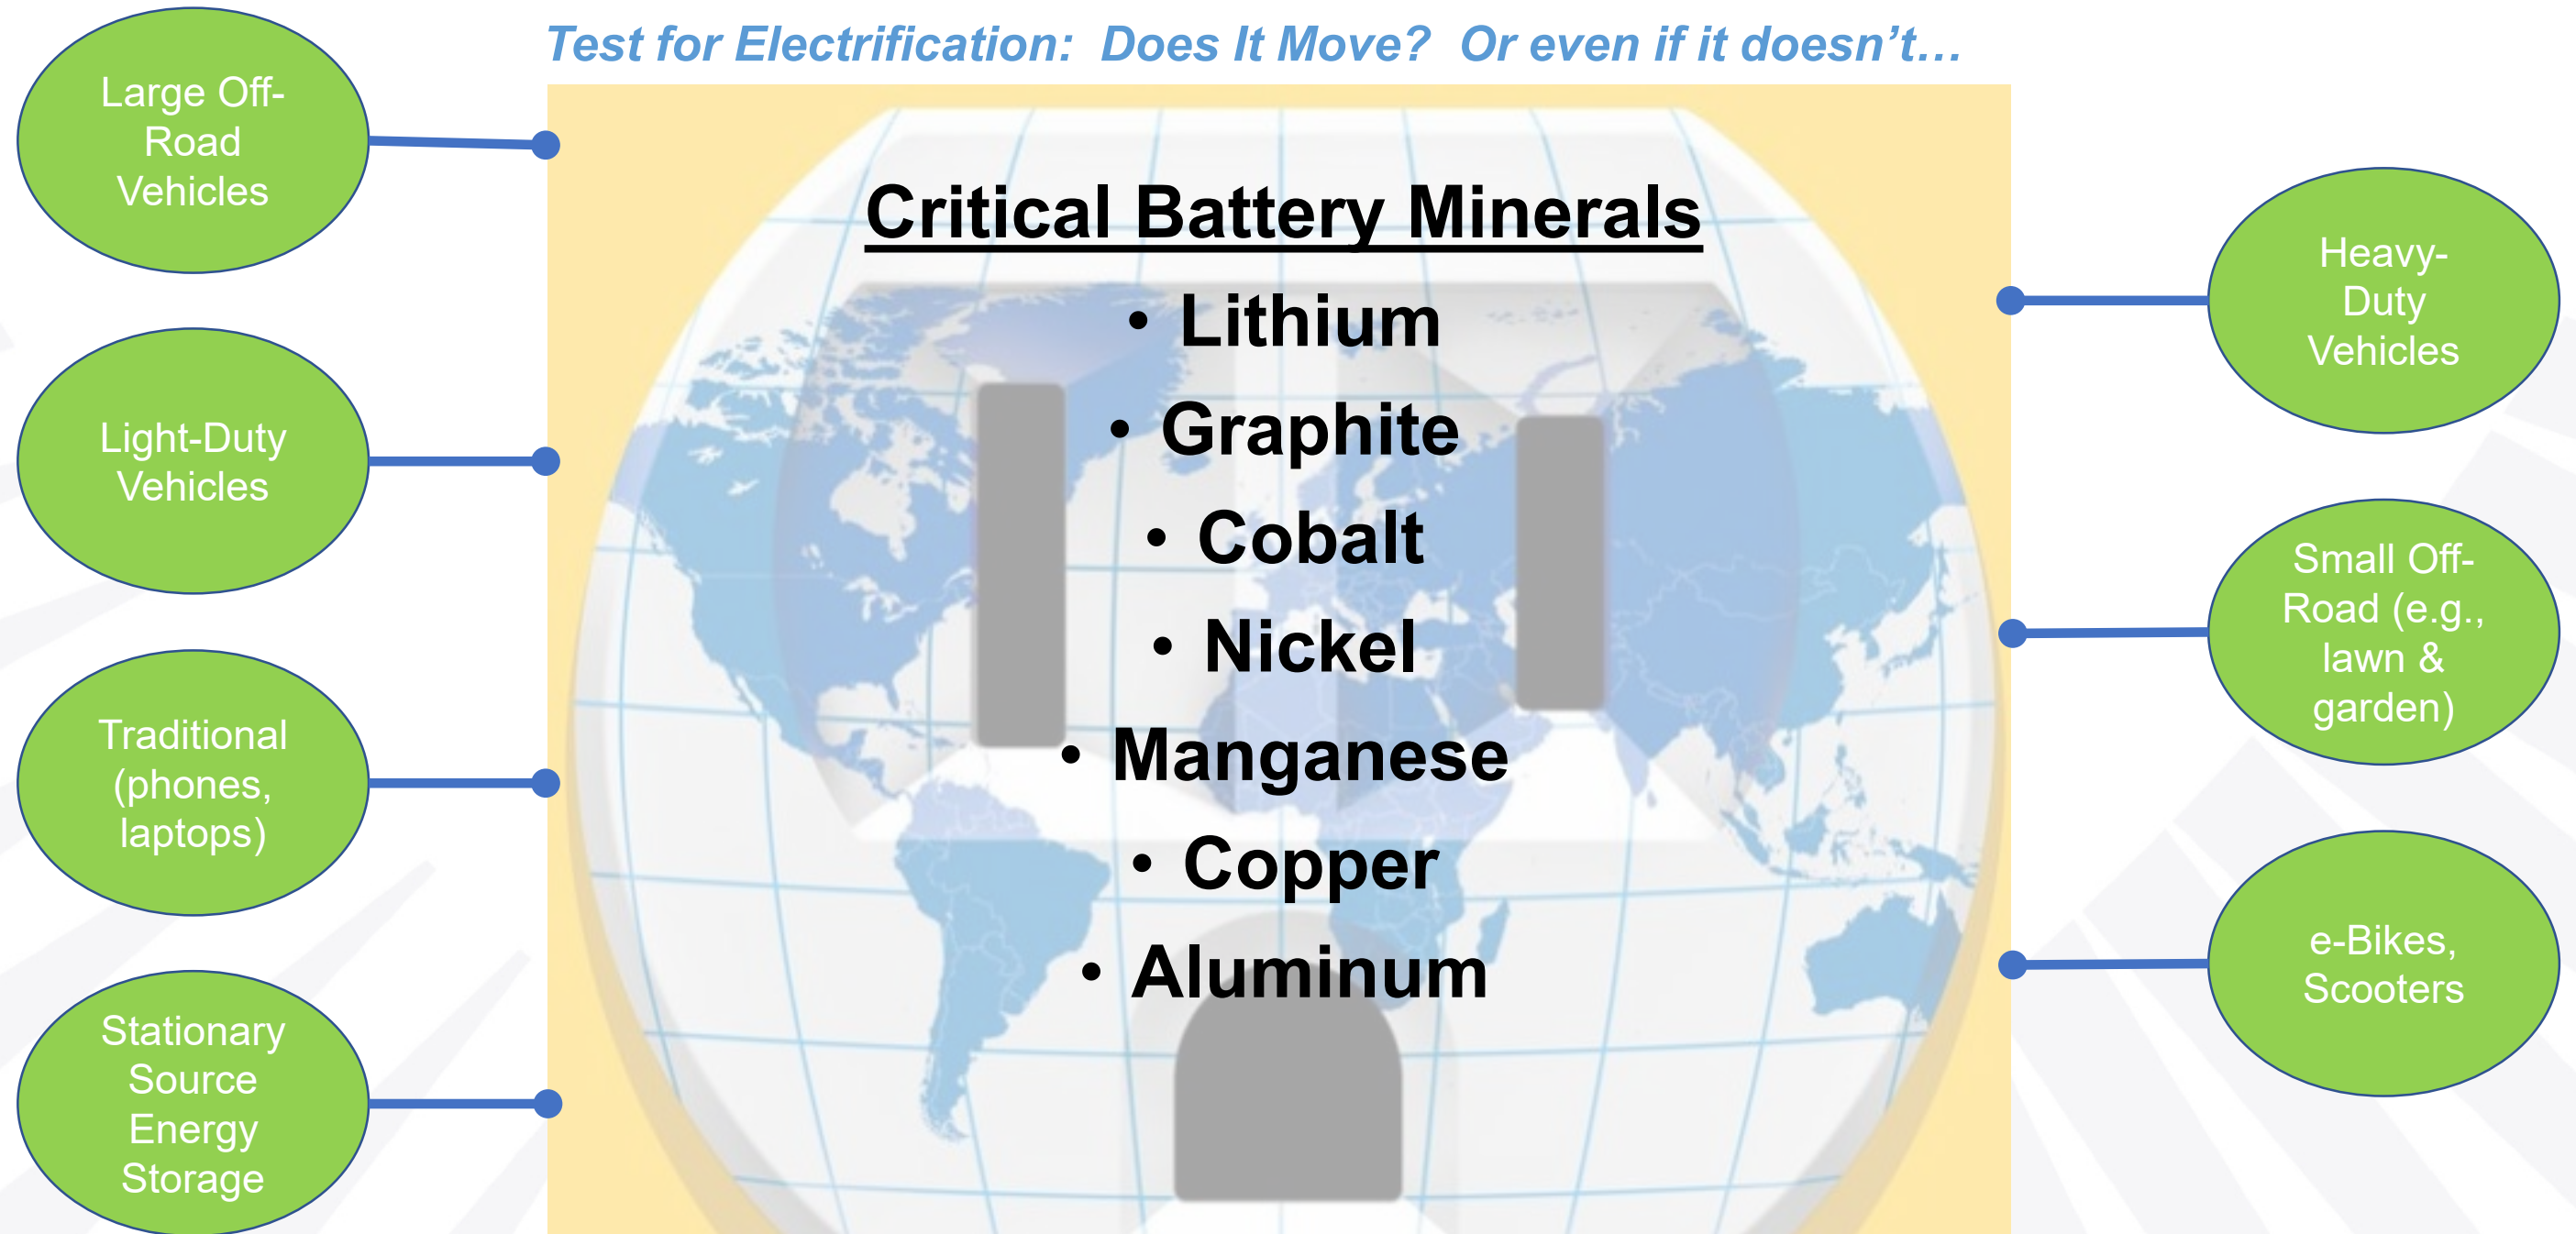 Test for Electrification:  Does It Move?  Or even if it doesn’t…
Large Off-
Road
Vehicles
Light-Duty
Vehicles
Traditional
(phones,
laptops)
Stationary
Source
Energy
Storage
Critical Battery Minerals
• Lithium
• Graphite
• Cobalt
• Nickel
• Manganese
• Copper
• Aluminum
Heavy-
Duty
Vehicles
Small Off-
Road (e.g.,
lawn &
garden)
e-Bikes,
Scooters